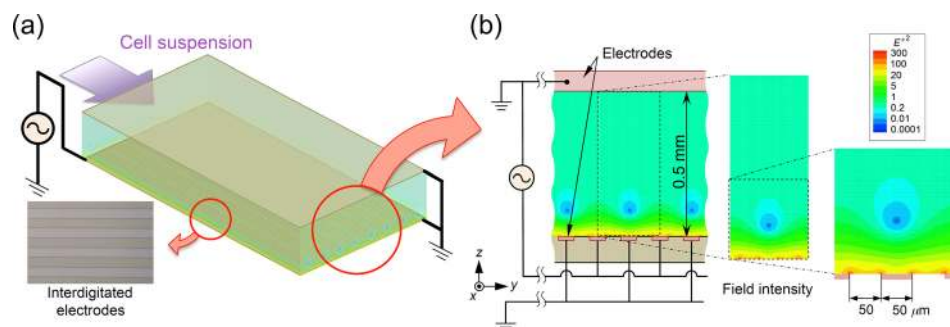 (a)
Cell suspension
Interdigitated
electrodes
(b)
Electrodes
0.5 mm
z
x
y
Field intensity
E*2
300
100
20
5
1
0.2
0.01
0.0001
50
50 μm